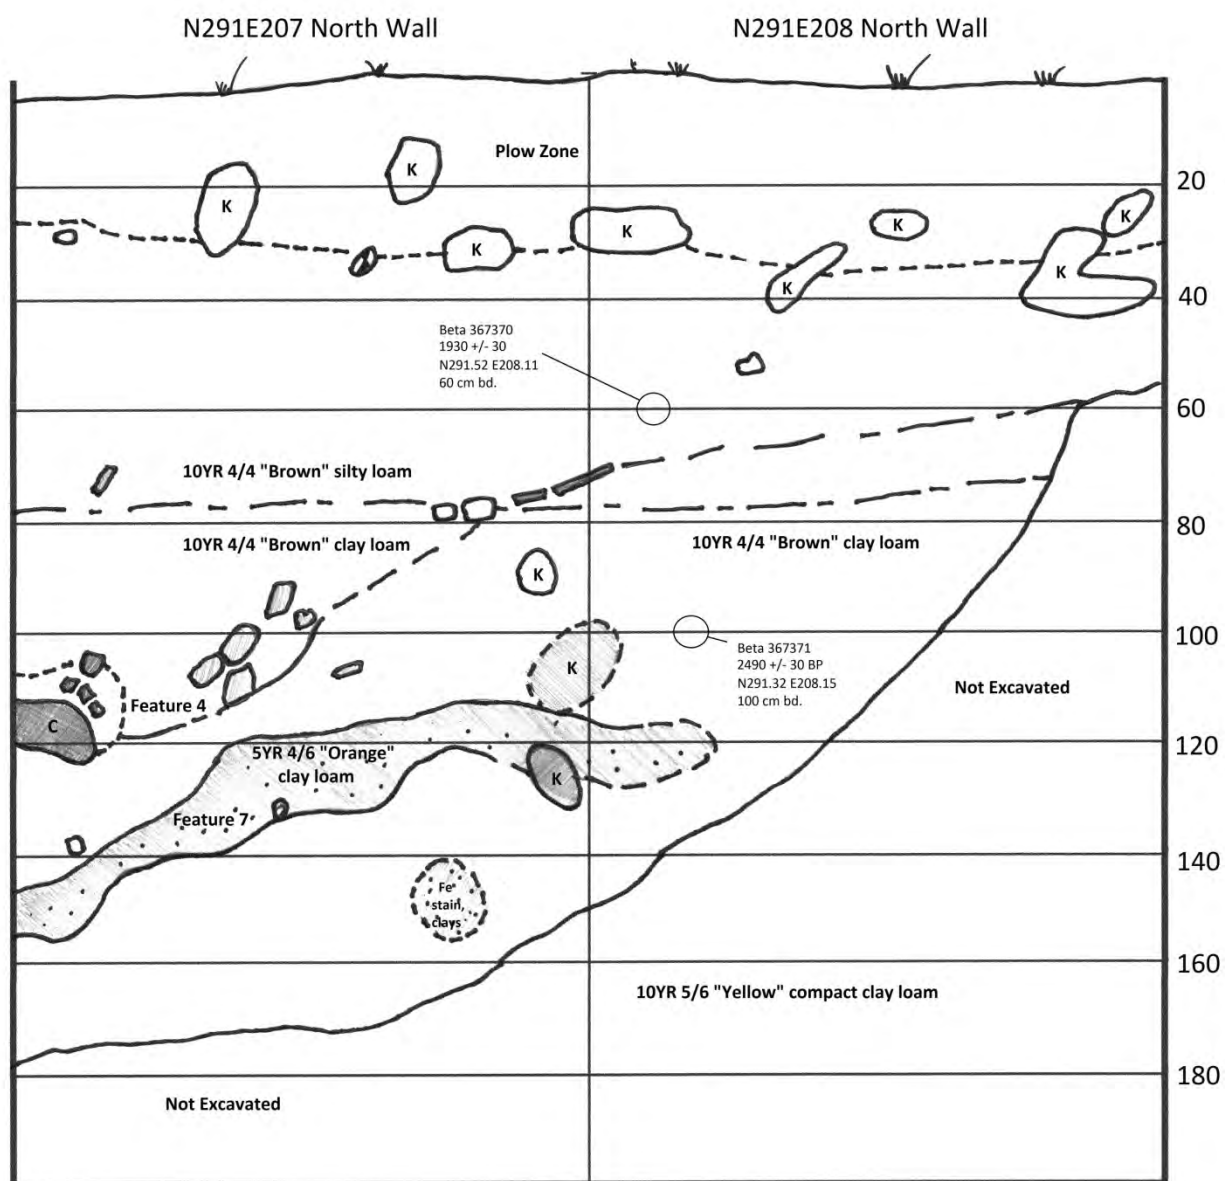 N291E207 North Wall
N291E208 North Wall
Plow Zone
20
K
K
K
K
K
K
K
K
K
40
Beta 367370
1930 +/- 30
N291.52 E208.11
60 cm bd.
60
10YR 4/4 "Brown" silty loam
80
10YR 4/4 "Brown" clay loam
10YR 4/4 "Brown" clay loam
K
100
Beta 367371
2490 +/- 30 BP
N291.32 E208.15
100 cm bd.
K
Not Excavated
Feature 4
C
120
5YR 4/6 "Orange"
clay loam
K
Feature 7
140
Fe
stain,
clays
160
10YR 5/6 "Yellow" compact clay loam
180
Not Excavated